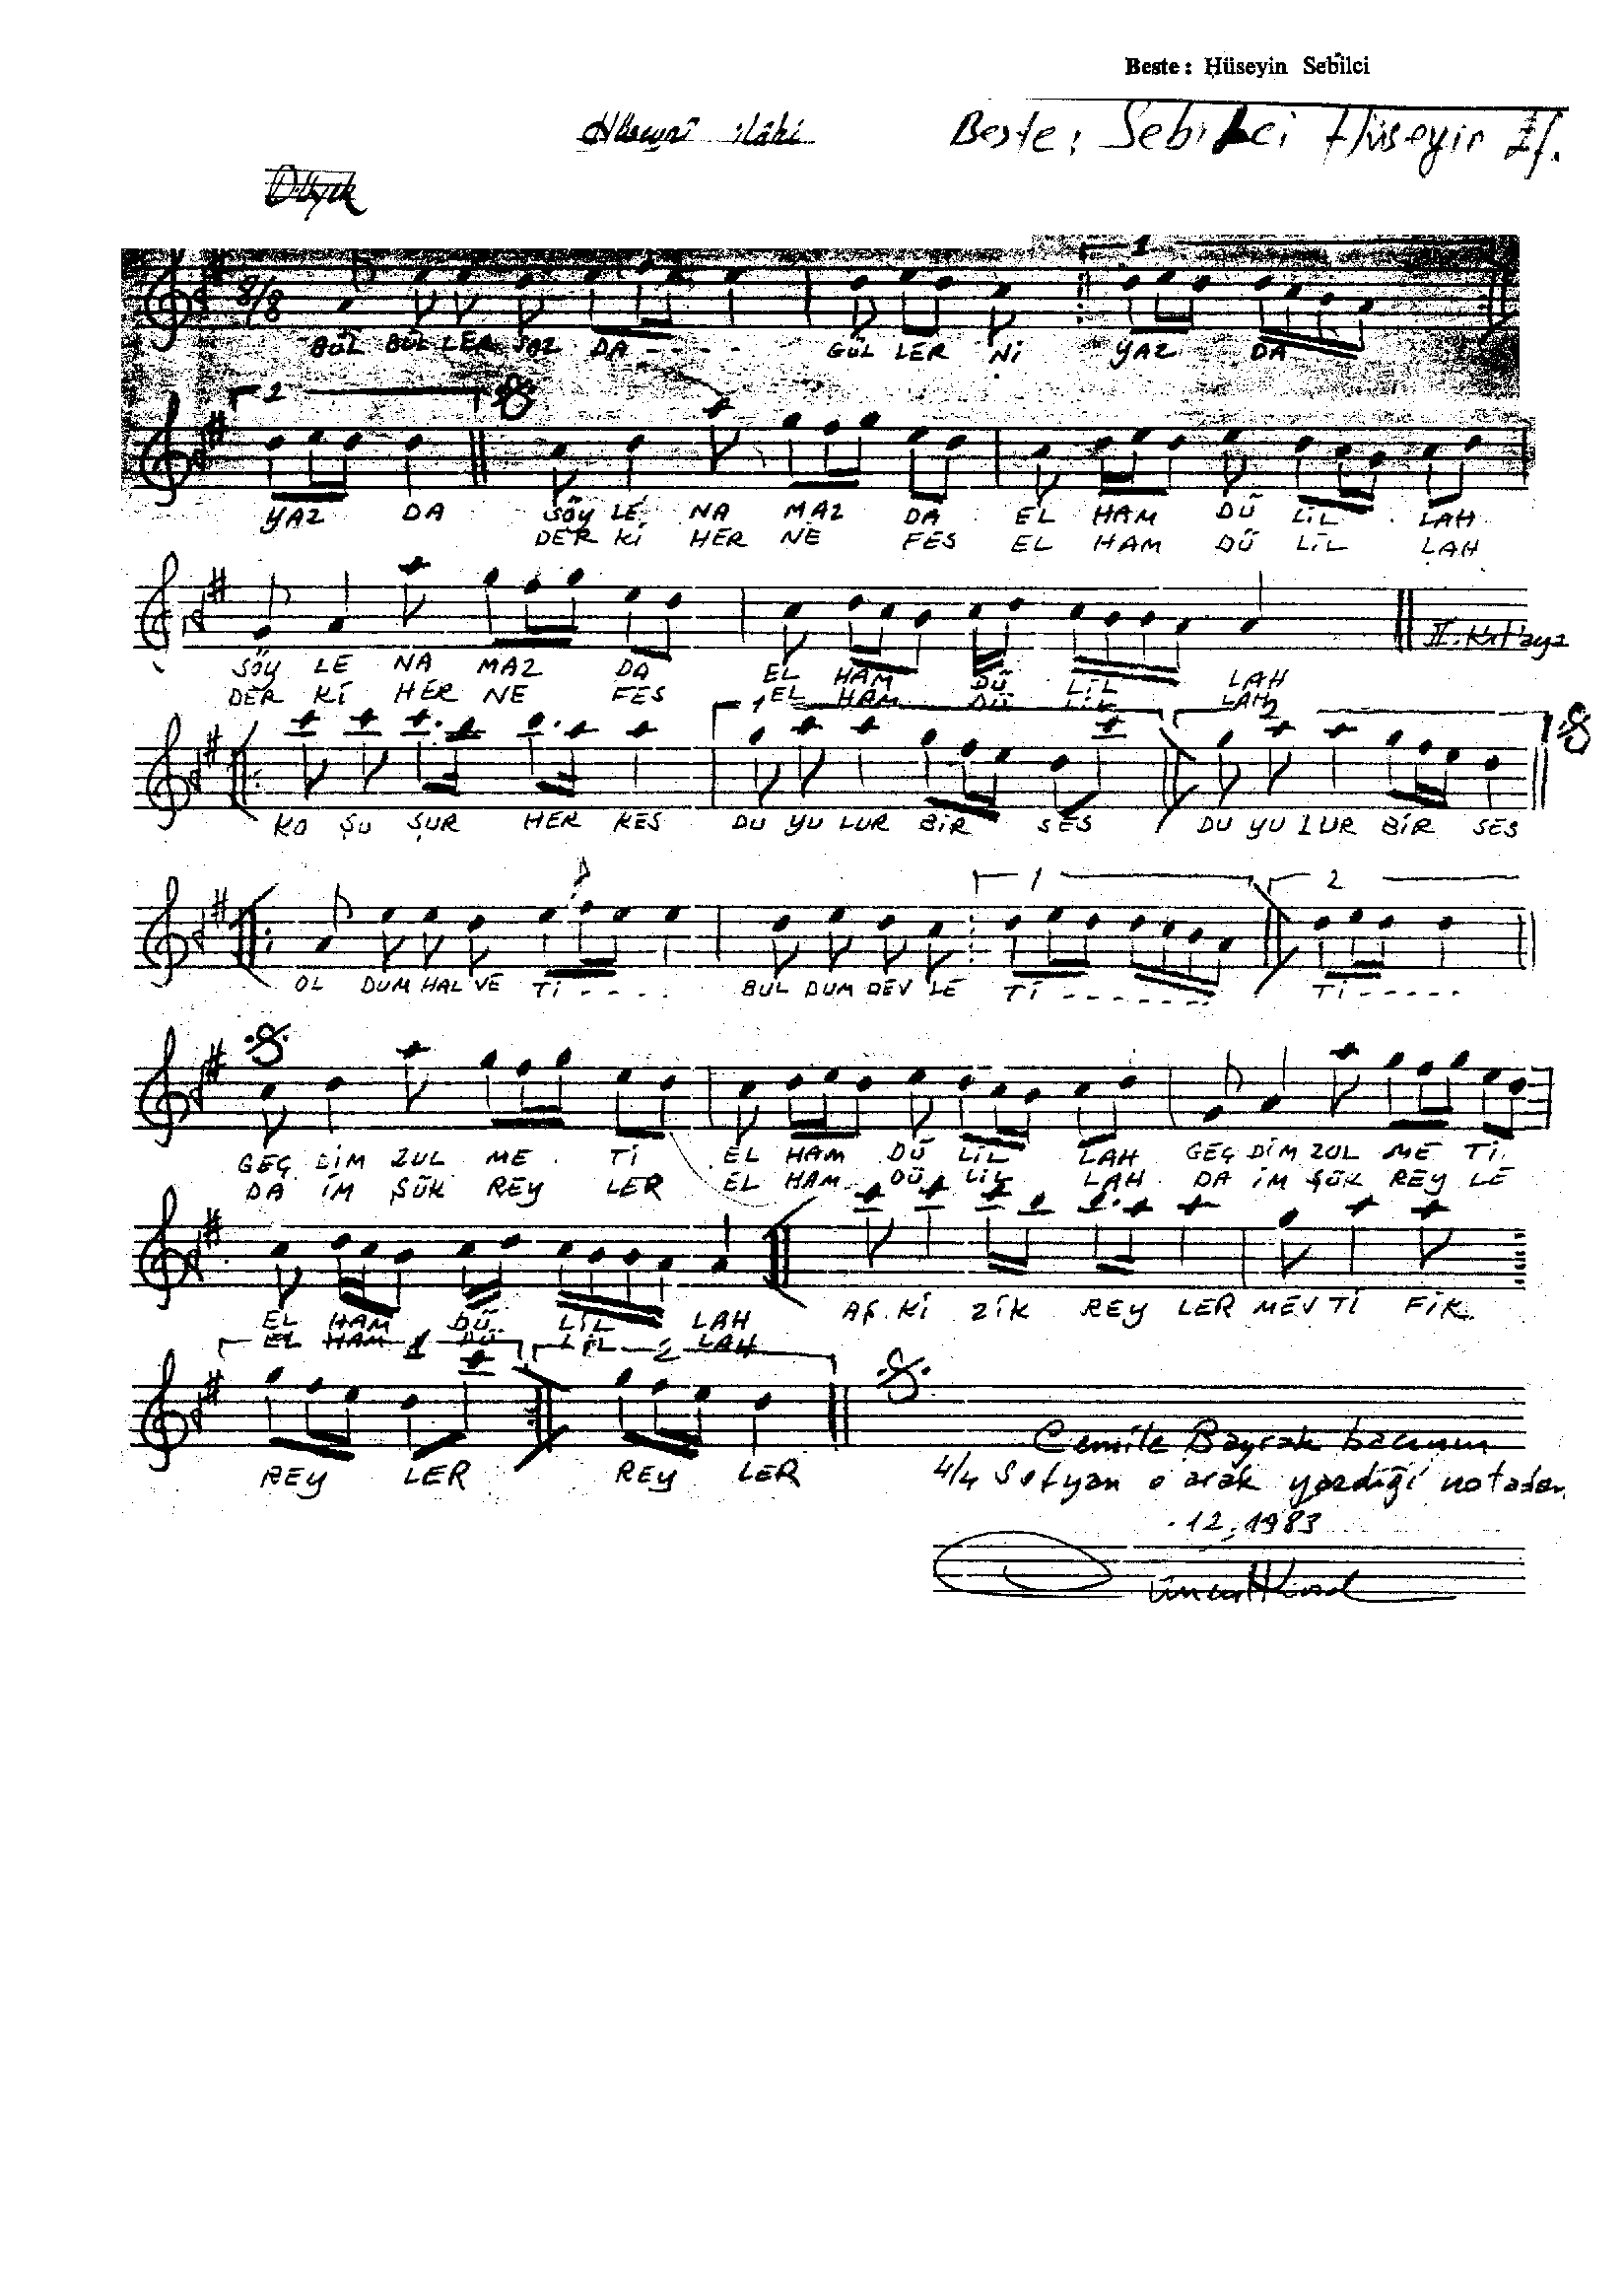 Beste : Hüseyin Sebilci
Hüseynî ilâhi
Beste : Sebilci Hüseyin Ef.
Düyek
8/8
1
BÜL BÜL LER SAZ DA - - - - - GÜL LER Nİ YAZ DA
2
YAZ DA SÖY LE NA MAZ DA EL HAM DÜ LİL LAH
DER Kİ HER NE FES EL HAM DÜ LİL LAH
SÖY LE NA MAZ DA EL HAM DÜ LİL LAH
II. Kıt'aya
DER Kİ HER NE FES EL HAM DÜ LİL LAH
1 2
KO ŞU ŞUR HER KES DU YU LUR BİR SES DU YU LUR BİR SES
1 2
OL DUM HAL VE Tİ - - - . BUL DUM DEV LE Tİ - - - - - - Tİ - - - - -
GEÇ DİM ZUL ME . Tİ EL HAM DÜ LİL LAH GEÇ DİM ZUL ME Tİ
DA İM ŞÜK REY LER EL HAM DÜ LİL LAH DA İM ŞÜK REY LE
EL HAM DÜ LİL LAH AŞ Kİ ZİK REY LER MEV Tİ FİK
EL HAM DÜ LİL LAH
1 2
REY LER REY LER
Cemile Bayrak bacının
4/4 Sofyan olarak yazdığı notadan
.12.1983